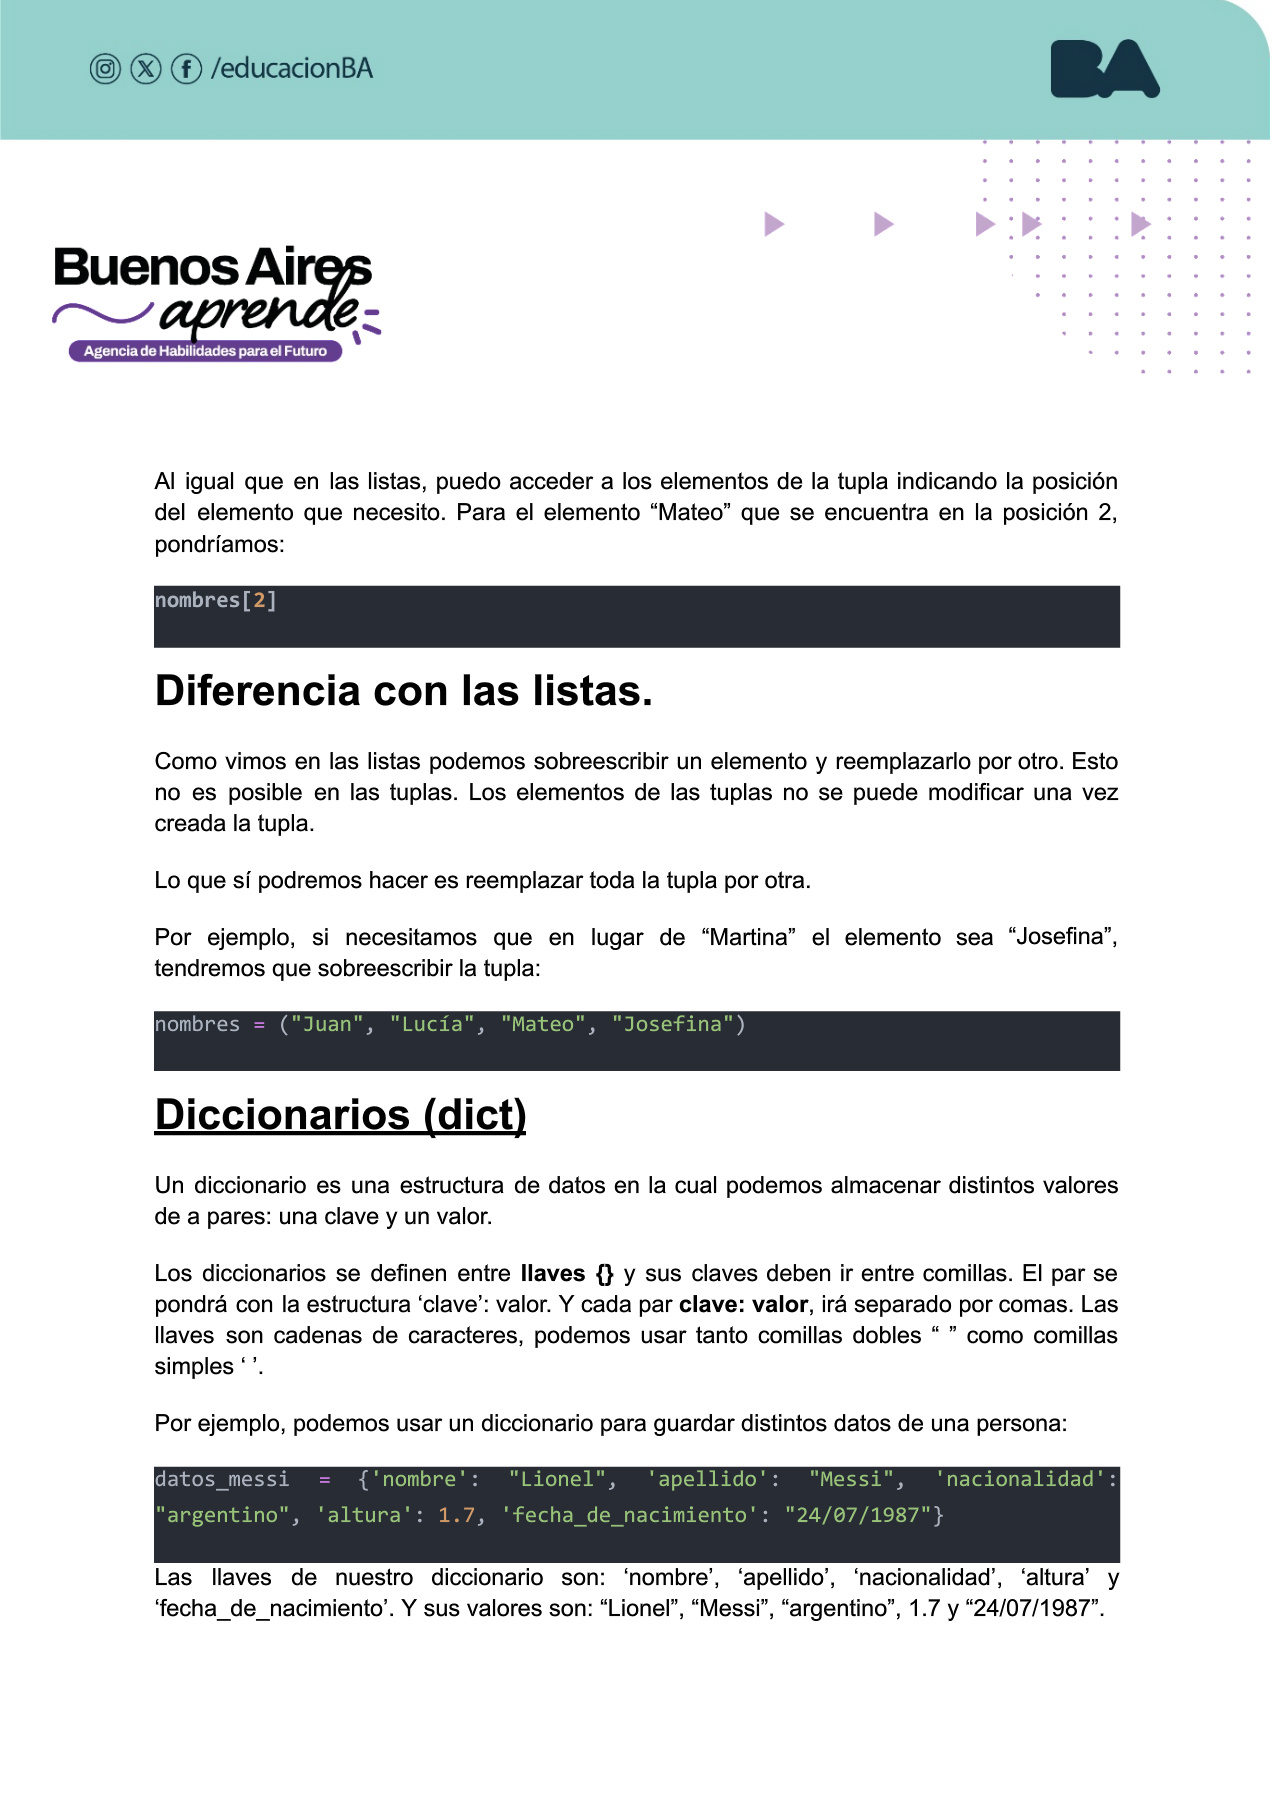 /educacionBA
BA
Buenos Aires
aprende
Agencia de Habilidades para el Futuro
Al igual que en las listas, puedo acceder a los elementos de la tupla indicando la posición
del elemento que necesito. Para el elemento “Mateo” que se encuentra en la posición 2,
pondríamos:
nombres[2]
Diferencia con las listas.
Como vimos en las listas podemos sobreescribir un elemento y reemplazarlo por otro. Esto
no es posible en las tuplas. Los elementos de las tuplas no se puede modificar una vez
creada la tupla.
Lo que sí podremos hacer es reemplazar toda la tupla por otra.
Por ejemplo, si necesitamos que en lugar de “Martina” el elemento sea “Josefina”,
tendremos que sobreescribir la tupla:
nombres = ("Juan", "Lucía", "Mateo", "Josefina")
Diccionarios (dict)
Un diccionario es una estructura de datos en la cual podemos almacenar distintos valores
de a pares: una clave y un valor.
Los diccionarios se definen entre llaves {} y sus claves deben ir entre comillas. El par se
pondrá con la estructura ‘clave’: valor. Y cada par clave: valor, irá separado por comas. Las
llaves son cadenas de caracteres, podemos usar tanto comillas dobles “ ” como comillas
simples ‘ ’.
Por ejemplo, podemos usar un diccionario para guardar distintos datos de una persona:
datos_messi = {'nombre': "Lionel", 'apellido': "Messi", 'nacionalidad':
"argentino", 'altura': 1.7, 'fecha_de_nacimiento': "24/07/1987"}
Las llaves de nuestro diccionario son: ‘nombre’, ‘apellido’, ‘nacionalidad’, ‘altura’ y
‘fecha_de_nacimiento’. Y sus valores son: “Lionel”, “Messi”, “argentino”, 1.7 y “24/07/1987”.